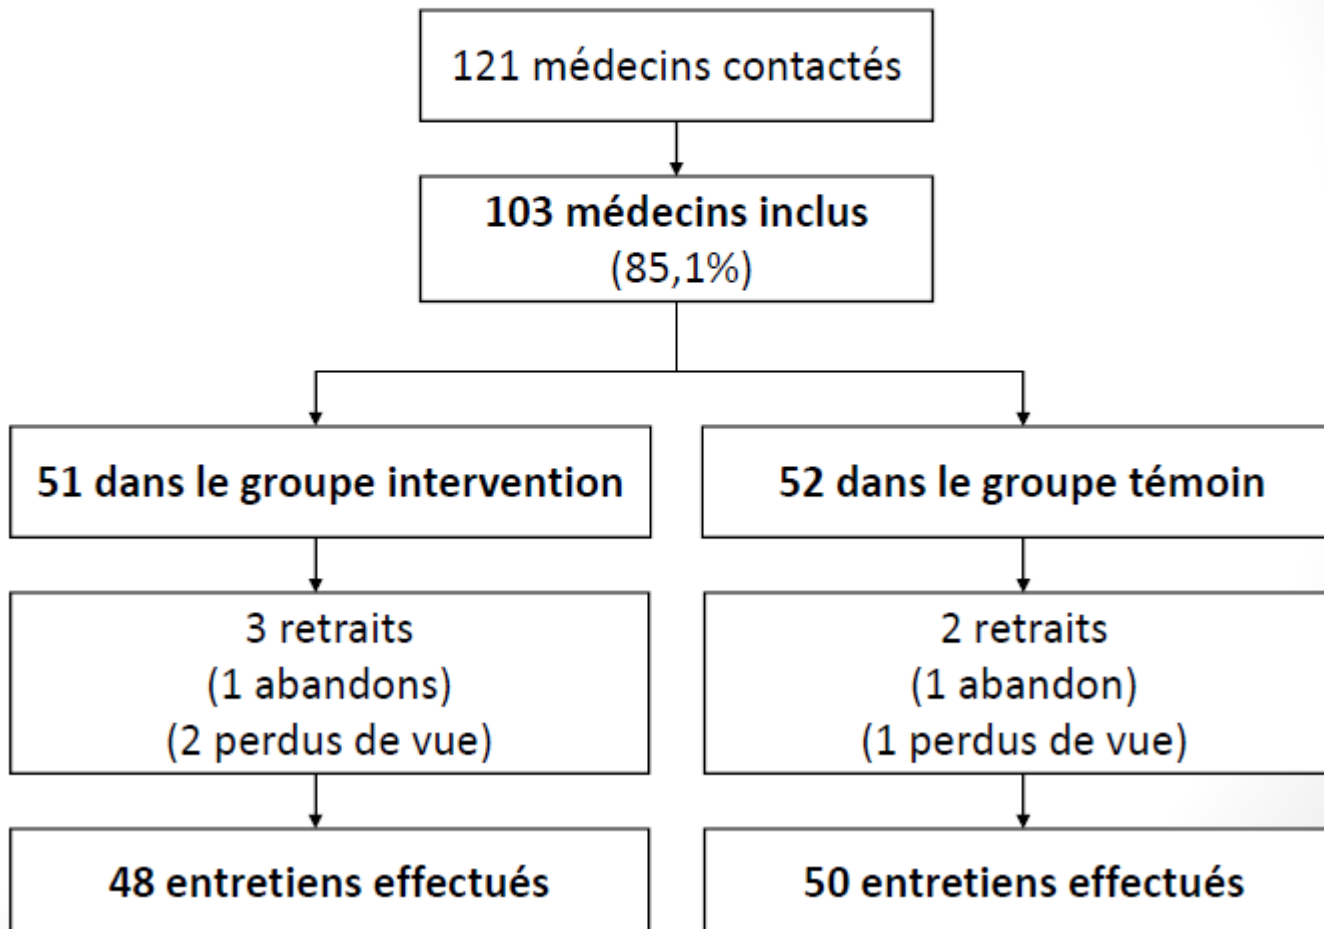 121 médecins contactés
103 médecins inclus
(85,1%)
51 dans le groupe intervention
52 dans le groupe témoin
3 retraits
(1 abandons)
(2 perdus de vue)
2 retraits
(1 abandon)
(1 perdus de vue)
48 entretiens effectués
50 entretiens effectués